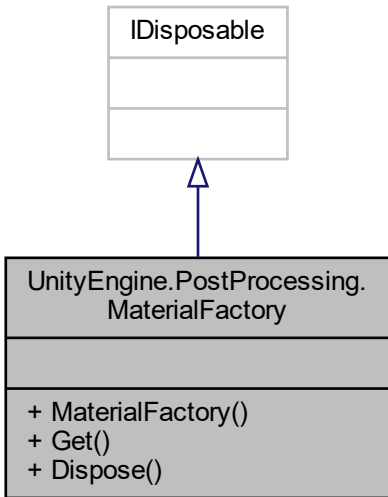 IDisposable
UnityEngine.PostProcessing.
MaterialFactory
+ MaterialFactory()
+ Get()
+ Dispose()